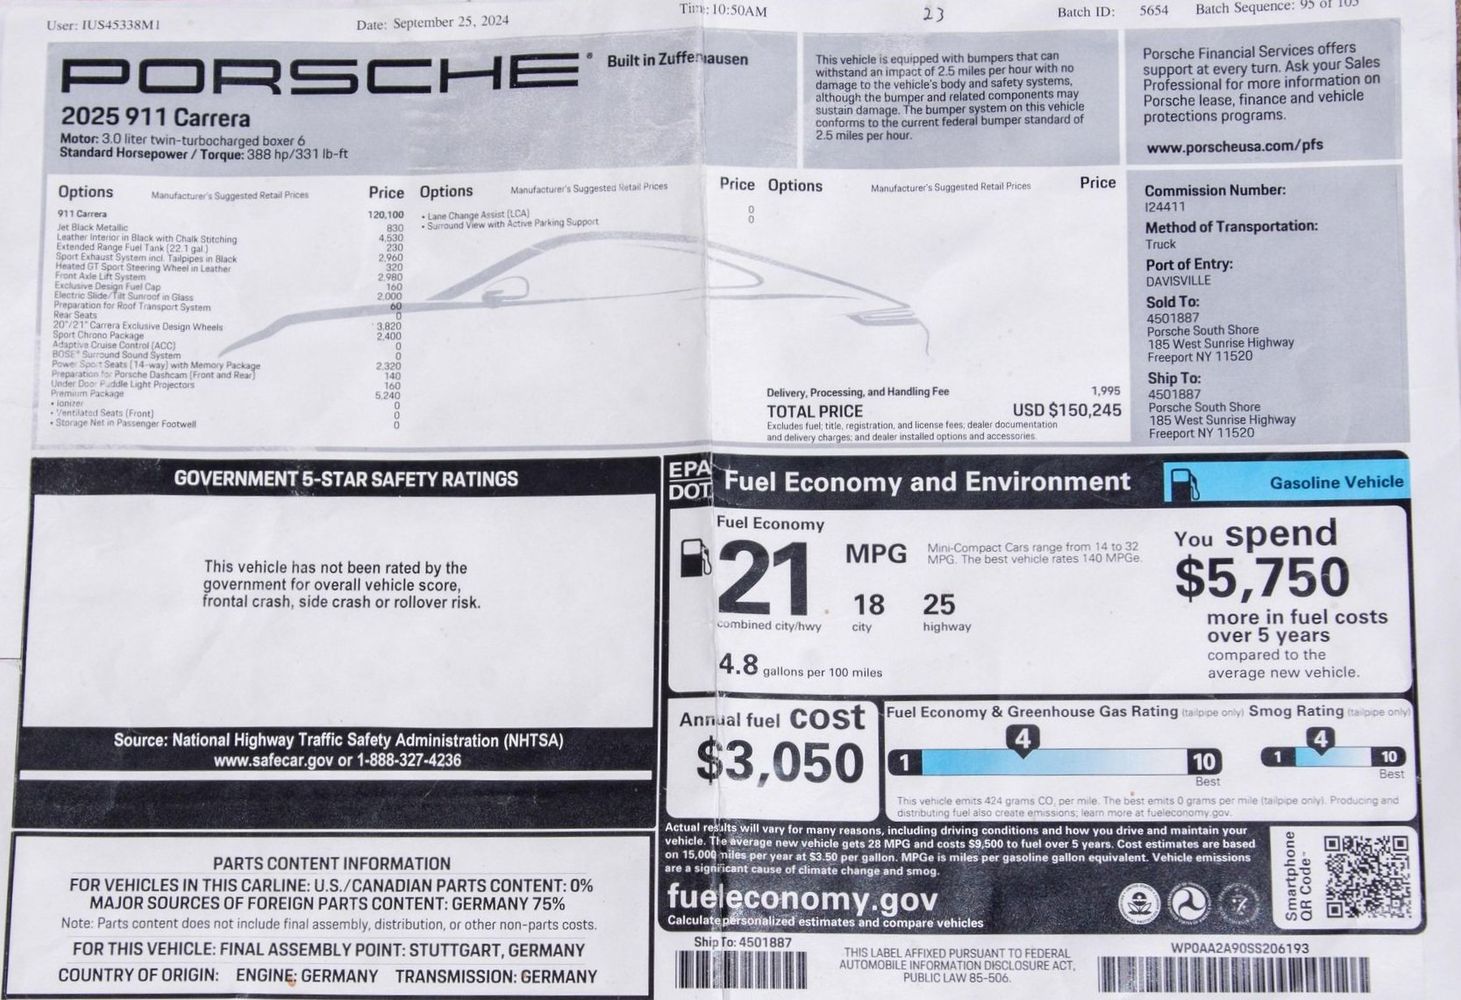 User: IUS45338M1 Date: September 25, 2024 Time: 10:50AM 23 Batch ID: 5654 Batch Sequence: 95 of 103
PORSCHE®
Built in Zuffenhausen
2025 911 Carrera
Motor: 3.0 liter twin-turbocharged boxer 6
Standard Horsepower / Torque: 388 hp/331 lb-ft
This vehicle is equipped with bumpers that can
withstand an impact of 2.5 miles per hour with no
damage to the vehicle's body and safety systems,
although the bumper and related components may
sustain damage. The bumper system on this vehicle
conforms to the current federal bumper standard of
2.5 miles per hour.
Porsche Financial Services offers
support at every turn. Ask your Sales
Professional for more information on
Porsche lease, finance and vehicle
protections programs.
www.porscheusa.com/pfs
Options Manufacturer's Suggested Retail Prices Price
911 Carrera 120,100
Jet Black Metallic 830
Leather Interior in Black with Chalk Stitching 4,530
Extended Range Fuel Tank (22.1 gal.) 230
Sport Exhaust System incl. Tailpipes in Black 2,960
Heated GT Sport Steering Wheel in Leather 320
Front Axle Lift System 2,980
Exclusive Design Fuel Cap 160
Electric Slide/Tilt Sunroof in Glass 2,000
Preparation for Roof Transport System 60
Rear Seats 0
20"/21" Carrera Exclusive Design Wheels 3,820
Sport Chrono Package 2,400
Adaptive Cruise Control (ACC) 0
BOSE® Surround Sound System 0
Power Sport Seats (14-way) with Memory Package 2,320
Preparation for Porsche Dashcam (Front and Rear) 140
Under Door Puddle Light Projectors 160
Premium Package 5,240
• Ionizer 0
• Ventilated Seats (Front) 0
• Storage Net in Passenger Footwell 0
Options Manufacturer's Suggested Retail Prices Price
• Lane Change Assist (LCA) 0
• Surround View with Active Parking Support 0
Options Manufacturer's Suggested Retail Prices Price
Delivery, Processing, and Handling Fee 1,995
TOTAL PRICE USD $150,245
Excludes fuel; title, registration, and license fees; dealer documentation
and delivery charges; and dealer installed options and accessories.
Commission Number:
I24411
Method of Transportation:
Truck
Port of Entry:
DAVISVILLE
Sold To:
4501887
Porsche South Shore
185 West Sunrise Highway
Freeport NY 11520
Ship To:
4501887
Porsche South Shore
185 West Sunrise Highway
Freeport NY 11520
GOVERNMENT 5-STAR SAFETY RATINGS
This vehicle has not been rated by the
government for overall vehicle score,
frontal crash, side crash or rollover risk.
Source: National Highway Traffic Safety Administration (NHTSA)
www.safecar.gov or 1-888-327-4236
PARTS CONTENT INFORMATION
FOR VEHICLES IN THIS CARLINE: U.S./CANADIAN PARTS CONTENT: 0%
MAJOR SOURCES OF FOREIGN PARTS CONTENT: GERMANY 75%
Note: Parts content does not include final assembly, distribution, or other non-parts costs.
FOR THIS VEHICLE: FINAL ASSEMBLY POINT: STUTTGART, GERMANY
COUNTRY OF ORIGIN: ENGINE: GERMANY TRANSMISSION: GERMANY
EPA
DOT
Fuel Economy and Environment
Gasoline Vehicle
Fuel Economy
21 MPG
combined city/hwy
18
city
25
highway
Mini-Compact Cars range from 14 to 32
MPG. The best vehicle rates 140 MPGe.
4.8 gallons per 100 miles
You spend
$5,750
more in fuel costs
over 5 years
compared to the
average new vehicle.
Annual fuel cost
$3,050
Fuel Economy & Greenhouse Gas Rating (tailpipe only)
4
1 10
Best
Smog Rating (tailpipe only)
4
1 10
Best
This vehicle emits 424 grams CO₂ per mile. The best emits 0 grams per mile (tailpipe only). Producing and
distributing fuel also create emissions; learn more at fueleconomy.gov.
Actual results will vary for many reasons, including driving conditions and how you drive and maintain your
vehicle. The average new vehicle gets 28 MPG and costs $9,500 to fuel over 5 years. Cost estimates are based
on 15,000 miles per year at $3.50 per gallon. MPGe is miles per gasoline gallon equivalent. Vehicle emissions
are a significant cause of climate change and smog.
fueleconomy.gov
Calculate personalized estimates and compare vehicles
Smartphone
QR Code™
Ship To: 4501887
THIS LABEL AFFIXED PURSUANT TO FEDERAL
AUTOMOBILE INFORMATION DISCLOSURE ACT,
PUBLIC LAW 85-506.
WP0AA2A90SS206193